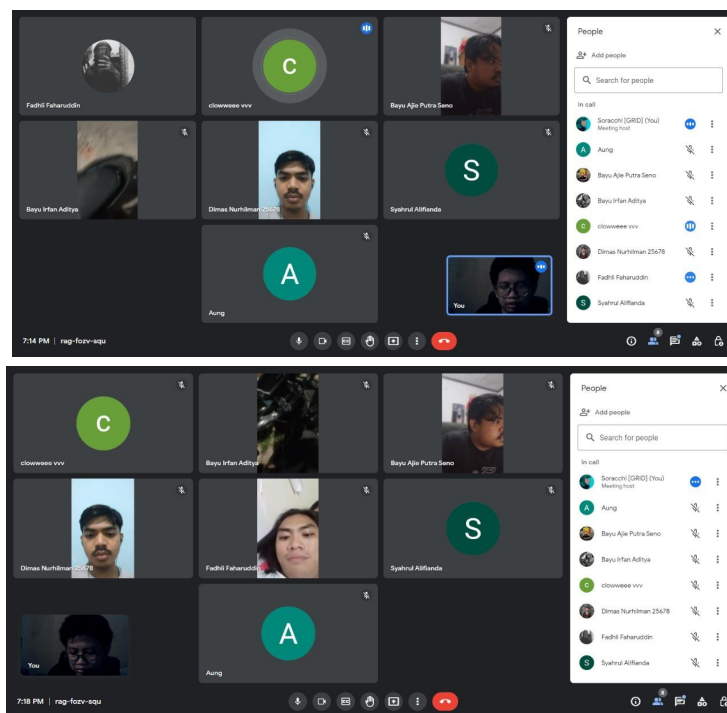 People
Add people
Search for people
In call
Soracchi [GRID] (You)
Meeting host
A Aung
Bayu Ajie Putra Seno
Bayu Irfan Aditya
C clowweee vvv
Dimas Nurhilman 25678
Fadhli Faharuddin
S Syahrul Alifianda
Fadhli Faharuddin
C
clowweee vvv
Bayu Ajie Putra Seno
Bayu Irfan Aditya
Dimas Nurhilman 25678
S
Syahrul Alifianda
A
Aung
You
7:14 PM | rag-fozv-squ
8
People
Add people
Search for people
In call
Soracchi [GRID] (You)
Meeting host
A Aung
Bayu Ajie Putra Seno
Bayu Irfan Aditya
C clowweee vvv
Dimas Nurhilman 25678
Fadhli Faharuddin
S Syahrul Alifianda
C
clowweee vvv
Bayu Irfan Aditya
Bayu Ajie Putra Seno
Dimas Nurhilman 25678
Fadhli Faharuddin
S
Syahrul Alifianda
You
A
Aung
7:18 PM | rag-fozv-squ
8